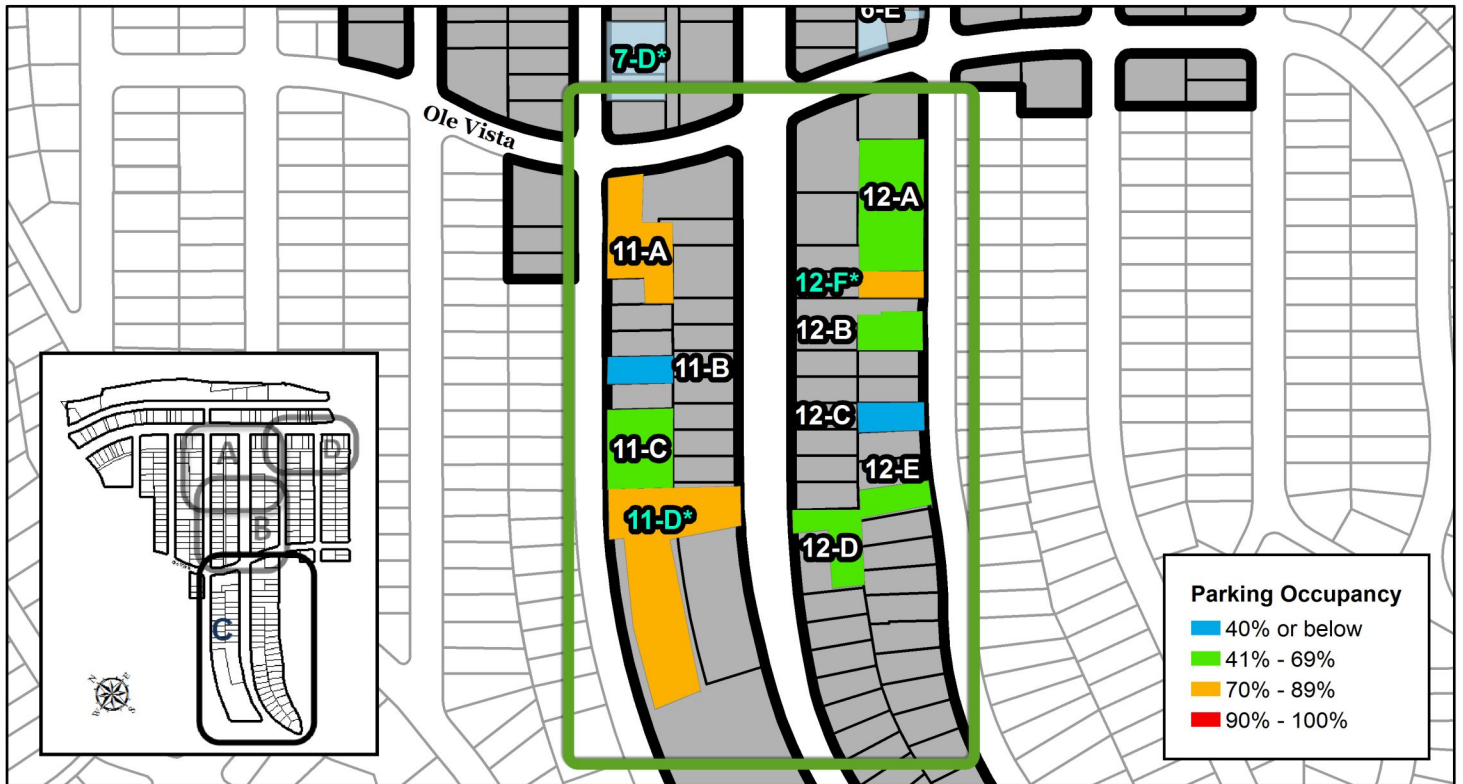 6-E
7-D*
Ole Vista
12-A
11-A
12-F*
12-B
11-B
12-C
11-C
12-E
11-D*
12-D
A
D
B
C
N
E
W
S
Parking Occupancy
40% or below
41% - 69%
70% - 89%
90% - 100%